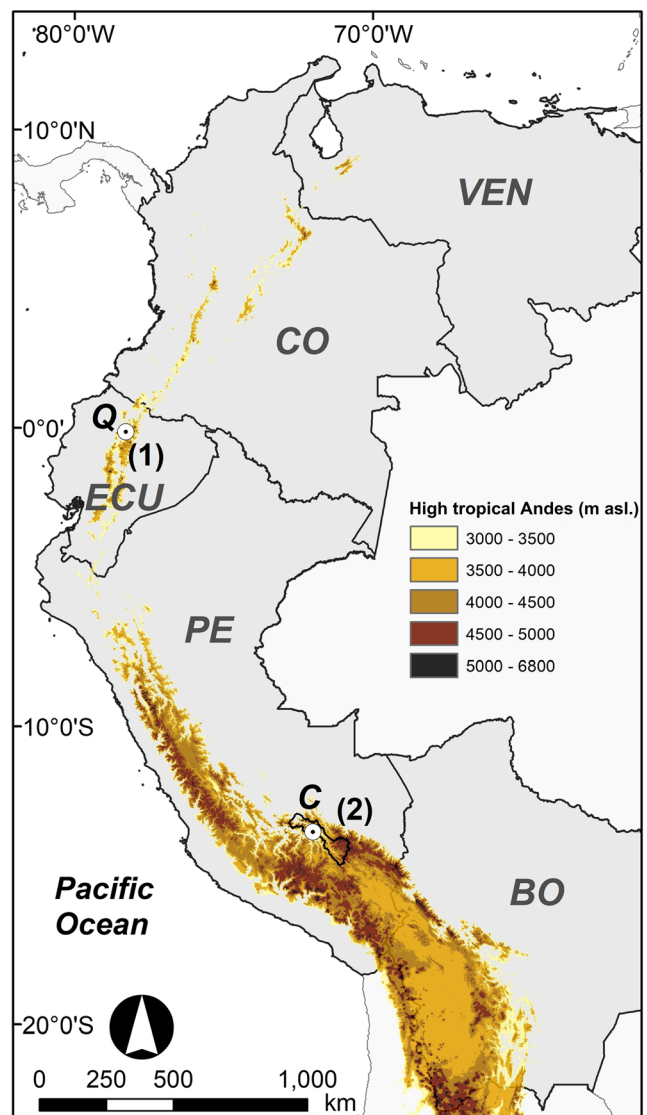 80°0'0"W 70°0'W
10°0'N
VEN
CO
Q
0°0'
(1)
ECU
High tropical Andes (m asl.)
3000 - 3500
3500 - 4000
4000 - 4500
4500 - 5000
5000 - 6800
PE
10°0'S
C
(2)
Pacific
Ocean
BO
20°0'S
0 250 500 1,000
km